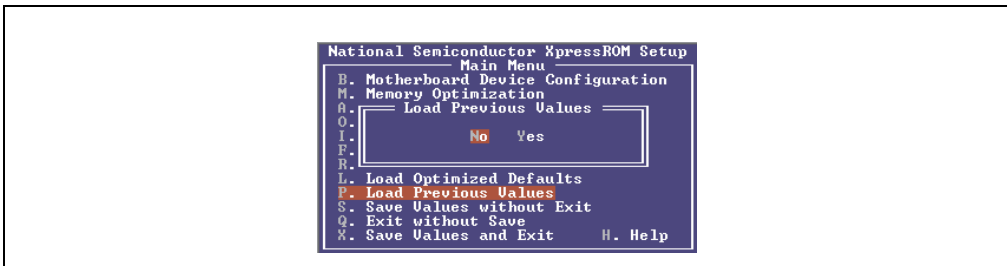 National Semiconductor XpressROM Setup
Main Menu
B. Motherboard Device Configuration
M. Memory Optimization
A.
Load Previous Values
O.
I.
No Yes
F.
R.
L. Load Optimized Defaults
P. Load Previous Values
S. Save Values without Exit
Q. Exit without Save
X. Save Values and Exit H. Help